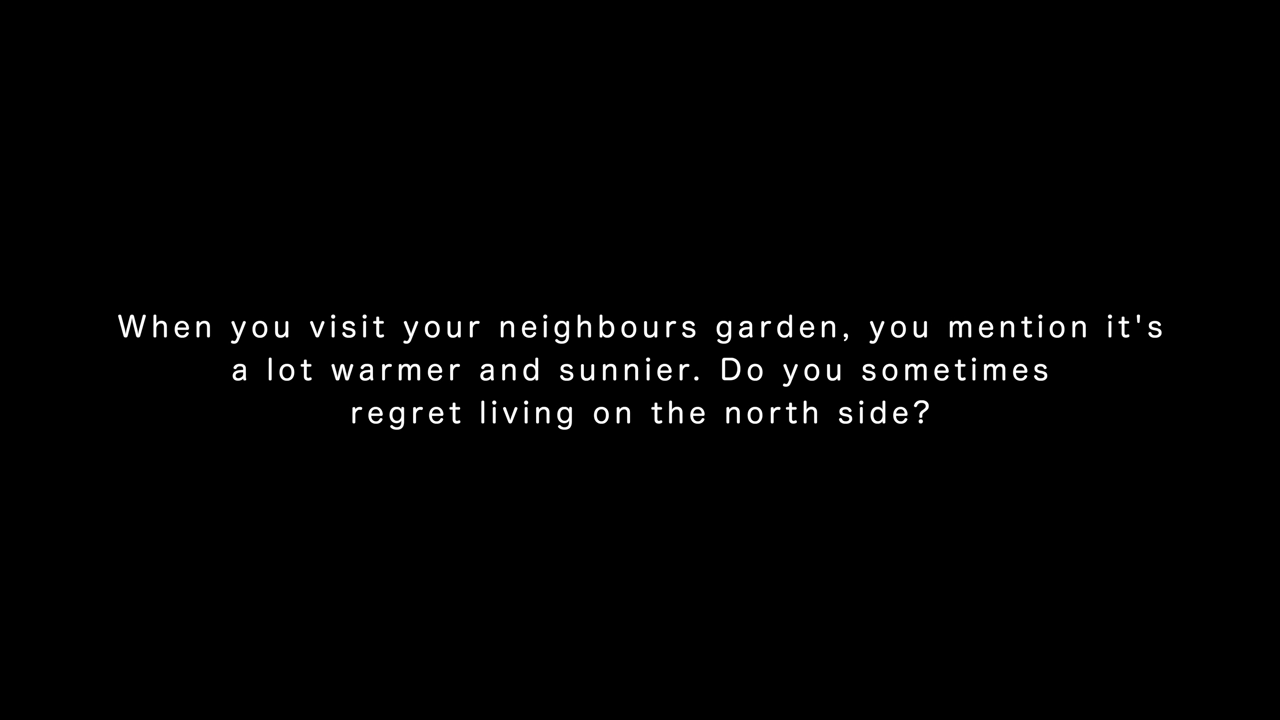 When you visit your neighbours garden, you mention it's
a lot warmer and sunnier. Do you sometimes
regret living on the north side?